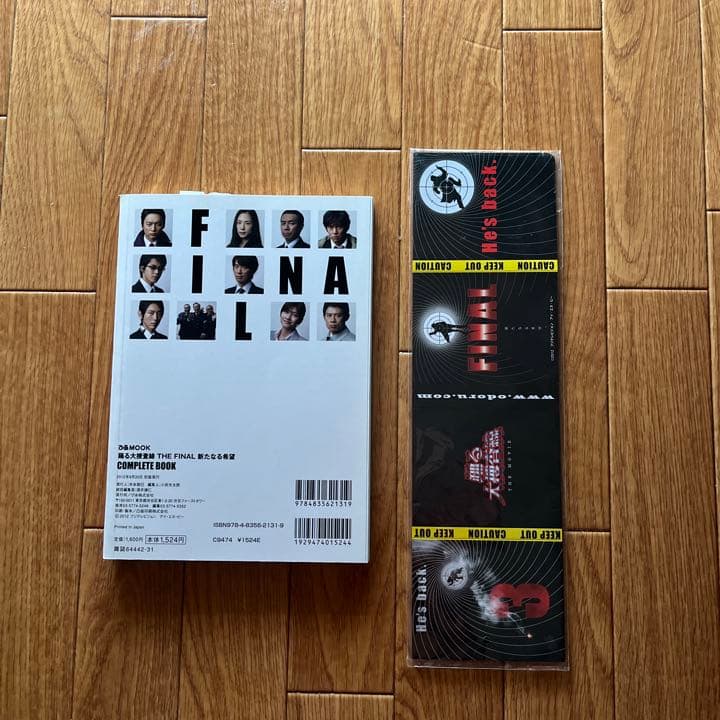 F
I NA
L
ぴあMOOK
踊る大捜査線 THE FINAL 新たなる希望
COMPLETE BOOK
Printed in Japan
定価:1,600円 本体1,524円
雑誌64442-31
ISBN978-4-8356-2131-9
C9474 ¥1524E
9784835621319
1929474015244
He's back.
CAUTION KEEP OUT CAUTION
FINAL
www.odoru.com
踊る
大捜査線
THE MOVIE
KEEP OUT CAUTION KEEP OUT
He's back.
3